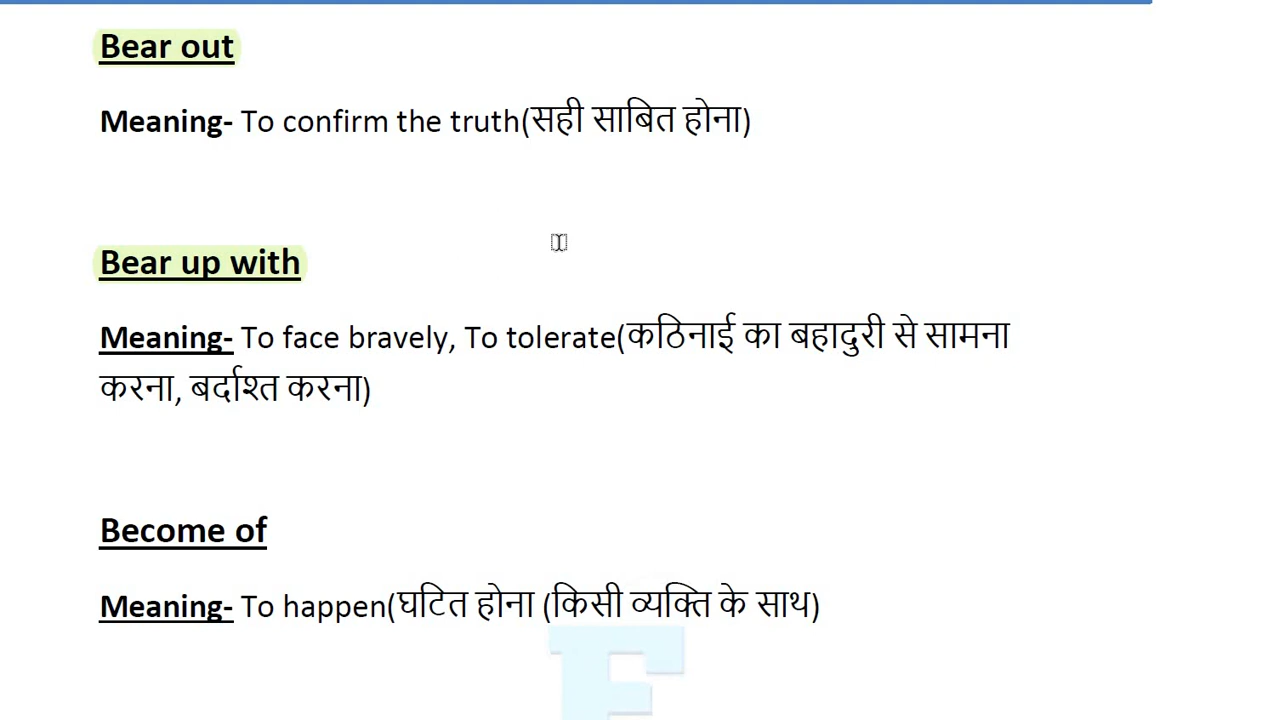 Bear out
Meaning- To confirm the truth(सही साबित होना)
Bear up with
Meaning- To face bravely, To tolerate(कठिनाई का बहादुरी से सामना
करना, बर्दाश्त करना)
Become of
Meaning- To happen(घटित होना (किसी व्यक्ति के साथ)